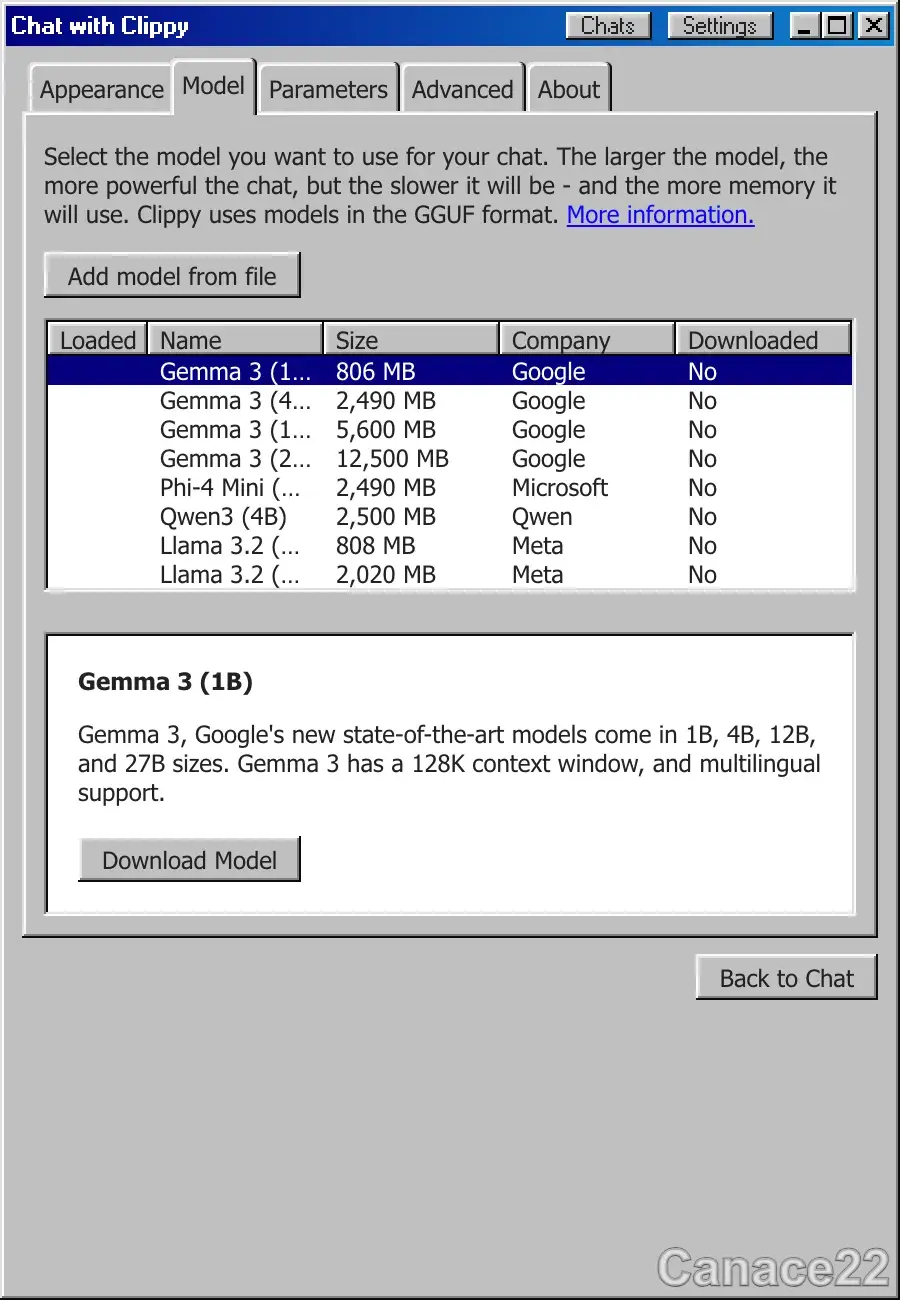 Chat with Clippy Chats Settings
Appearance Model Parameters Advanced About
Select the model you want to use for your chat. The larger the model, the
more powerful the chat, but the slower it will be - and the more memory it
will use. Clippy uses models in the GGUF format. More information.
Add model from file
Loaded Name Size Company Downloaded
Gemma 3 (1... 806 MB Google No
Gemma 3 (4... 2,490 MB Google No
Gemma 3 (1... 5,600 MB Google No
Gemma 3 (2... 12,500 MB Google No
Phi-4 Mini (... 2,490 MB Microsoft No
Qwen3 (4B) 2,500 MB Qwen No
Llama 3.2 (... 808 MB Meta No
Llama 3.2 (... 2,020 MB Meta No
Gemma 3 (1B)
Gemma 3, Google's new state-of-the-art models come in 1B, 4B, 12B,
and 27B sizes. Gemma 3 has a 128K context window, and multilingual
support.
Download Model
Back to Chat
Canace22